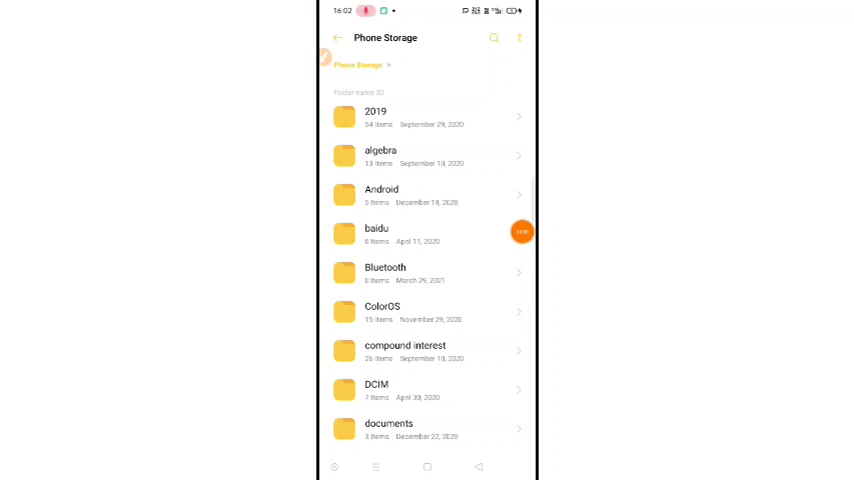 16:02
Phone Storage
Phone Storage
Folder name 50
2019
54 Items September 29, 2020
algebra
13 Items September 10, 2020
Android
5 Items December 19, 2020
baidu
0 Items April 11, 2020
Bluetooth
0 Items March 29, 2021
ColorOS
15 Items November 29, 2020
compound interest
26 Items September 10, 2020
DCIM
7 Items April 30, 2020
documents
3 Items December 22, 2020